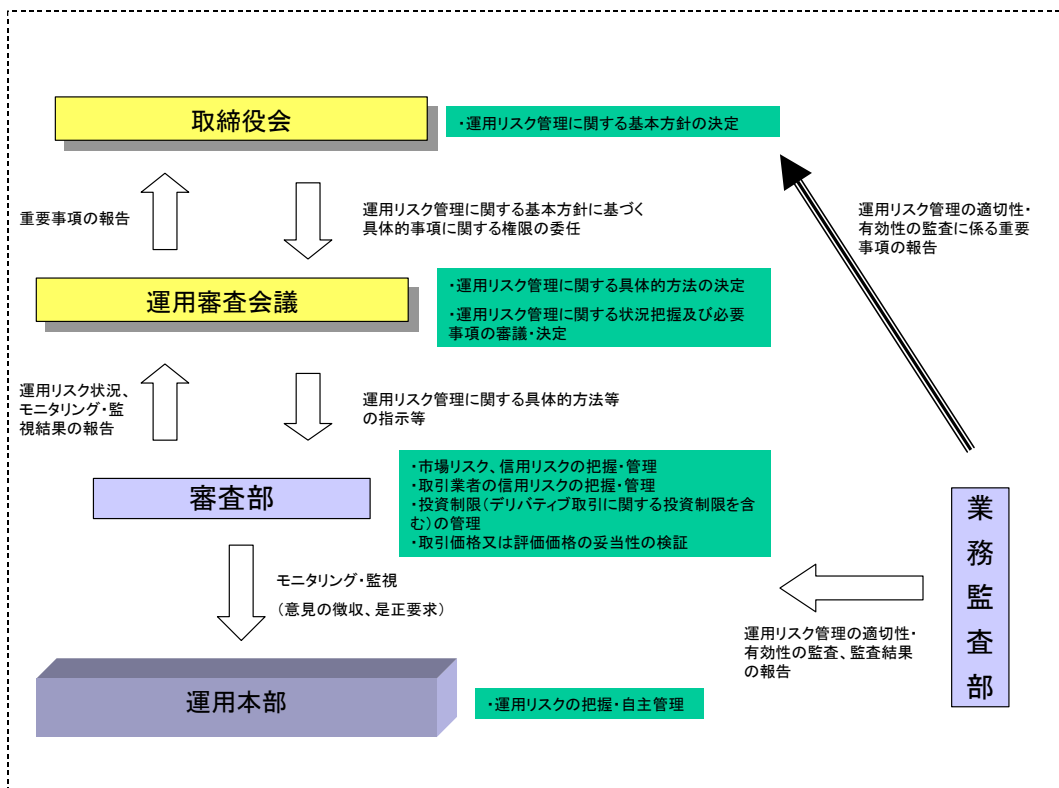 取締役会
・運用リスク管理に関する基本方針の決定
重要事項の報告
運用リスク管理に関する基本方針に基づく
具体的事項に関する権限の委任
運用リスク管理の適切性・
有効性の監査に係る重要
事項の報告
運用審査会議
・運用リスク管理に関する具体的方法の決定
・運用リスク管理に関する状況把握及び必要
事項の審議・決定
運用リスク状況、
モニタリング・監
視結果の報告
運用リスク管理に関する具体的方法等
の指示等
審査部
・市場リスク、信用リスクの把握・管理
・取引業者の信用リスクの把握・管理
・投資制限(デリバティブ取引に関する投資制限を含
む)の管理
・取引価格又は評価価格の妥当性の検証
業務監査部
モニタリング・監視
(意見の徴収、是正要求)
運用リスク管理の適切性・
有効性の監査、監査結果
の報告
運用本部
・運用リスクの把握・自主管理